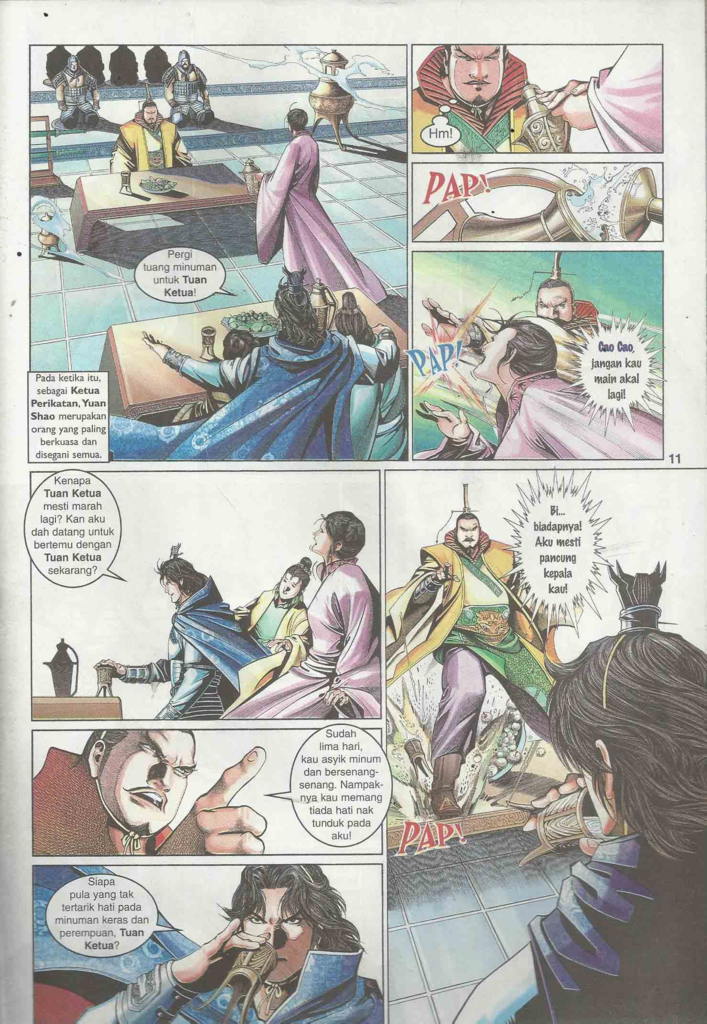 Pergi
tuang minuman
untuk Tuan
Ketua!
Pada ketika itu,
sebagai Ketua
Perikatan, Yuan
Shao merupakan
orang yang paling
berkuasa dan
disegani semua.
Hm!
PAP!
PAP!
Cao Cao,
jangan kau
main akal
lagi!
11
Kenapa
Tuan Ketua
mesti marah
lagi? Kan aku
dah datang untuk
bertemu dengan
Tuan Ketua
sekarang?
Sudah
lima hari,
kau asyik minum
dan bersenang-
senang. Nampak-
nya kau memang
tiada hati nak
tunduk pada
aku!
Siapa
pula yang tak
tertarik hati pada
minuman keras dan
perempuan, Tuan
Ketua?
Bi...
biadapnya!
Aku mesti
pancung
kepala
kau!
PAP!